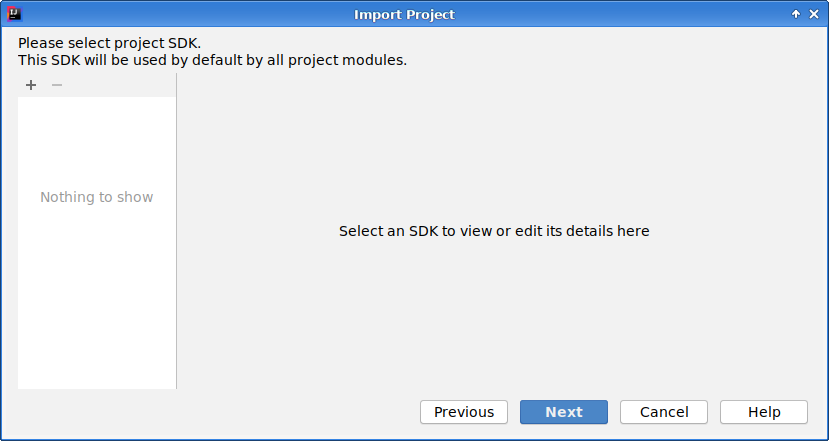 IJ
Import Project
Please select project SDK.
This SDK will be used by default by all project modules.
Nothing to show
Select an SDK to view or edit its details here
Previous
Next
Cancel
Help